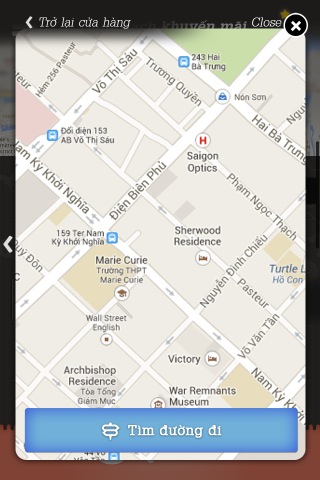 Trở lại cửa hàng
Close
243 Hai
Bà Trưng
Hẻm 256 Pasteur
Võ Thị Sáu
Trương Quyền
Nón Sơn
Hai Bà Trưng
Nguyễn
Đối diện 153
AB Võ Thị Sáu
Saigon
Optics
Nam Kỳ Khởi Nghĩa
Điện Biên Phủ
Phạm Ngọc Thạch
159 Ter Nam
Kỳ Khởi Nghĩa
Sherwood
Residence
Quý Đôn
Marie Curie
Trường THPT
Marie Curie
Nguyễn Đình Chiểu
Turtle L
Hồ Con
Pasteur
Wall Street
English
Võ Văn Tần
Victory
Archbishop
Residence
Tòa Tổng
Giám Mục
Nam Kỳ Khởi
War Remnants
Museum
Tìm đường đi